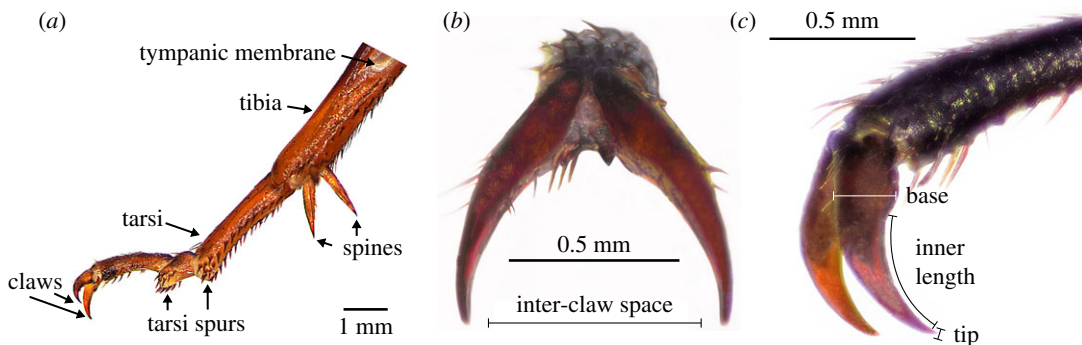 (a)
tympanic membrane
tibia
tarsi
spines
claws
tarsi spurs
1 mm
(b)
0.5 mm
inter-claw space
(c)
0.5 mm
base
inner
length
tip